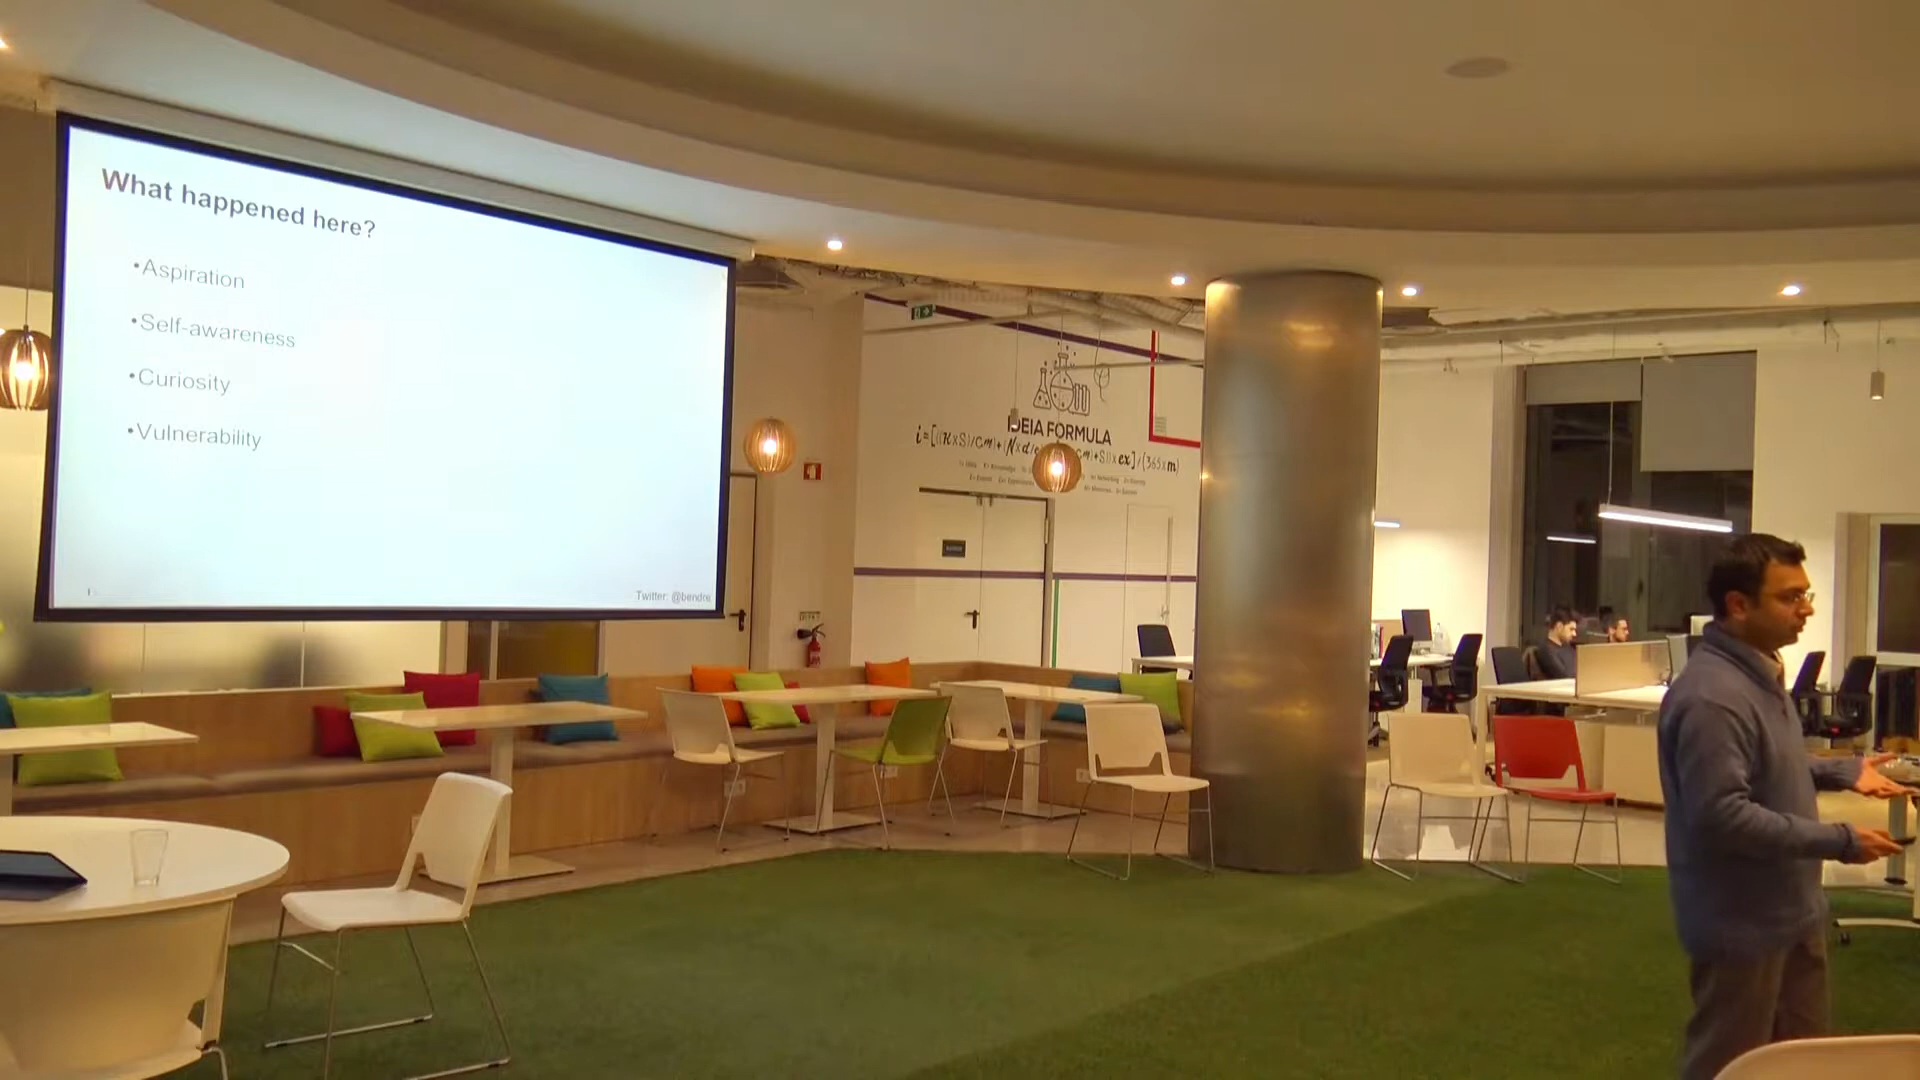 What happened here?
•Aspiration
•Self-awareness
•Curiosity
•Vulnerability
Twitter: @bendre
IDEIA FORMULA